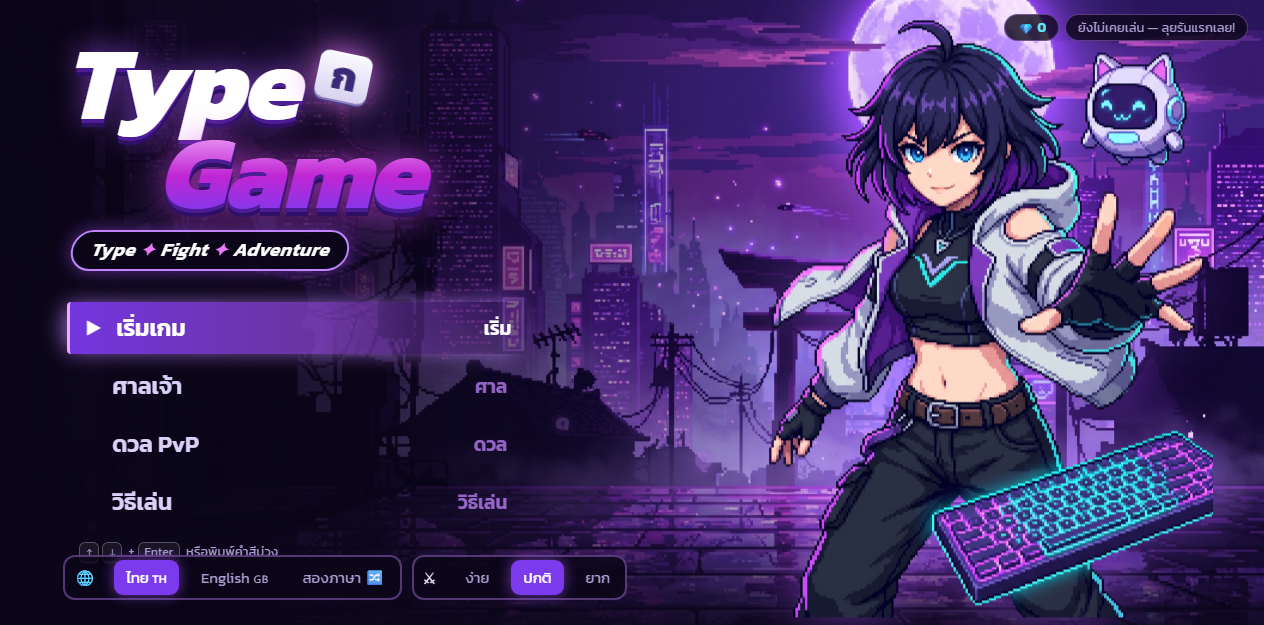 Type ก
Game
0
ยังไม่เคยเล่น — ลุยรันแรกเลย!
Type ✦ Fight ✦ Adventure
▶ เริ่มเกม เริ่ม
ศาลเจ้า ศาล
ดวล PvP ดวล
วิธีเล่น วิธีเล่น
↑ ↓ + Enter หรือพิมพ์คำสีม่วง
ไทย TH English GB สองภาษา
ง่าย ปกติ ยาก